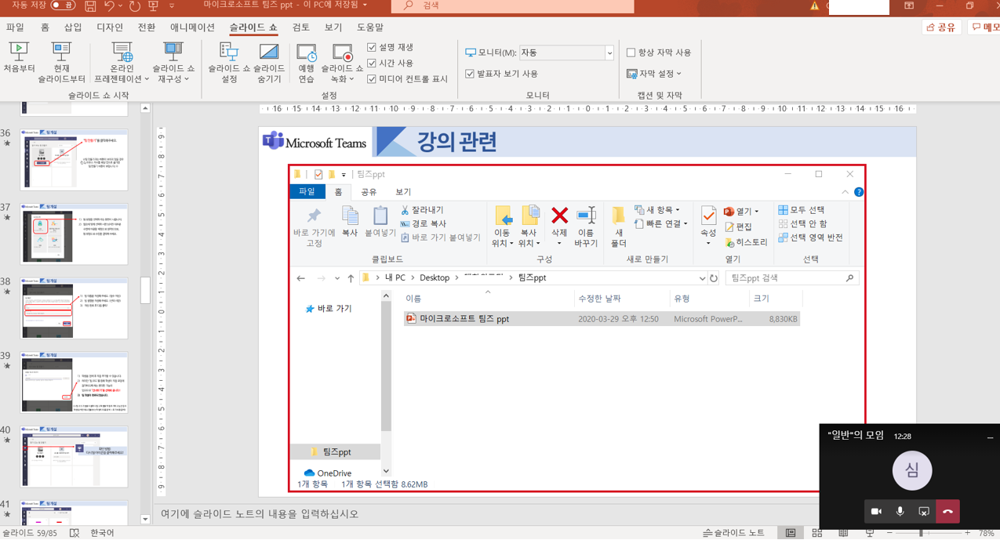 자동 저장 끔 마이크로소프트 팀즈 ppt - 이 PC에 저장됨 검색
파일 홈 삽입 디자인 전환 애니메이션 슬라이드 쇼 검토 보기 도움말 공유 메모
처음부터 현재 슬라이드부터 온라인 프레젠테이션 슬라이드 쇼 재구성
슬라이드 쇼 시작
슬라이드 쇼 설정 슬라이드 숨기기 예행 연습 슬라이드 쇼 녹화
설명 재생
시간 사용
미디어 컨트롤 표시
설정
모니터(M): 자동
발표자 보기 사용
모니터
항상 자막 사용
자막 설정
캡션 및 자막
16 15 14 13 12 11 10 9 8 7 6 5 4 3 2 1 0 1 2 3 4 5 6 7 8 9 10 11 12 13 14 15 16
36
37
38
39
40
41
Microsoft Teams 강의 관련
팀즈ppt
파일 홈 공유 보기
바로 가기에 고정 복사 붙여넣기
잘라내기
경로 복사
바로 가기 붙여넣기
클립보드
이동 위치 복사 위치 삭제 이름 바꾸기
구성
새 폴더
새 항목
빠른 연결
새로 만들기
속성
열기
편집
히스토리
열기
모두 선택
선택 안 함
선택 영역 반전
선택
내 PC Desktop 팀즈ppt 팀즈ppt 검색
바로 가기
이름 수정한 날짜 유형 크기
마이크로소프트 팀즈 ppt 2020-03-29 오후 12:50 Microsoft PowerP... 8,830KB
팀즈ppt
OneDrive
1개 항목 1개 항목 선택함 8.62MB
"일반"의 모임 12:28
심
여기에 슬라이드 노트의 내용을 입력하십시오
슬라이드 59/85 한국어 슬라이드 노트 78%